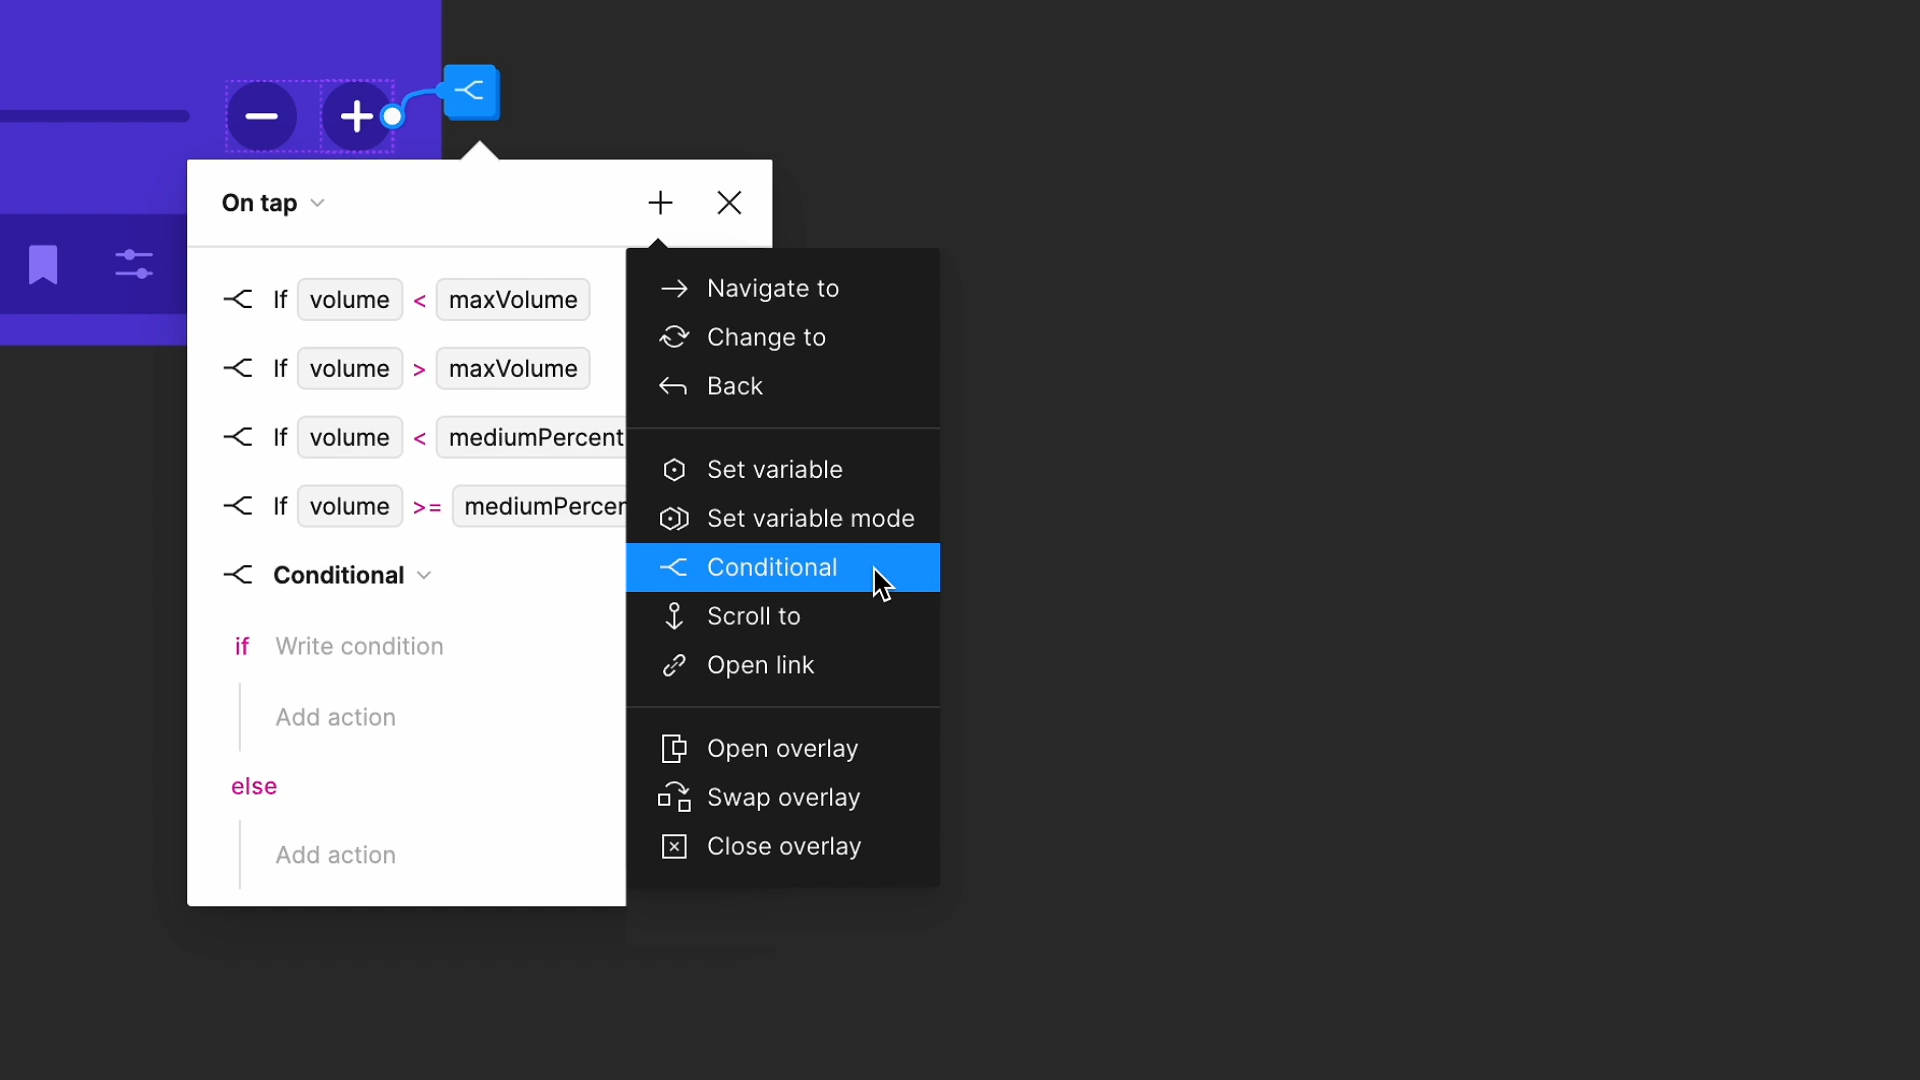 On tap
If volume < maxVolume
If volume > maxVolume
If volume < mediumPercent
If volume >= mediumPercen
Conditional
if Write condition
Add action
else
Add action
Navigate to
Change to
Back
Set variable
Set variable mode
Conditional
Scroll to
Open link
Open overlay
Swap overlay
Close overlay